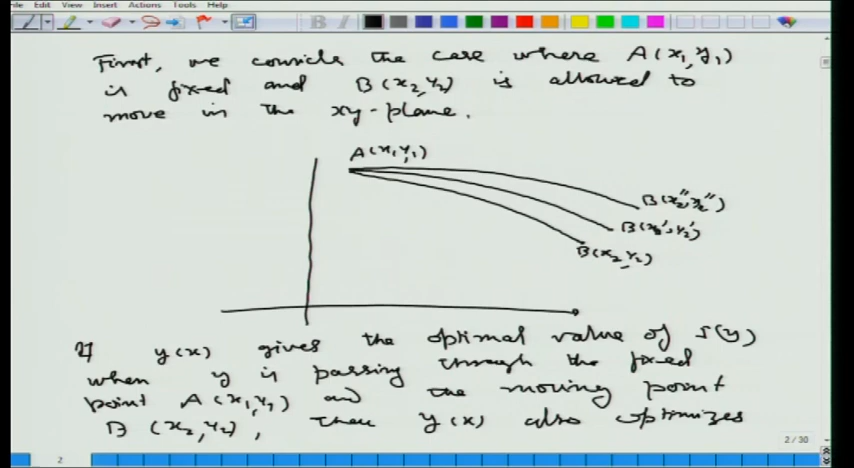 File Edit View Insert Actions Tools Help
First, we conside the case where A(x1, y1)
is fixed and B(x2, y2) is allowed to
move in the xy-plane.
A(x1, y1)
B(x2'', y2'')
B(x2', y2')
B(x2, y2)
If y(x) gives the optimal value of J(y)
when y is passing through the fixed
point A(x1, y1) and the moving point
B(x2, y2), then y(x) also optimizes
2 / 30
2